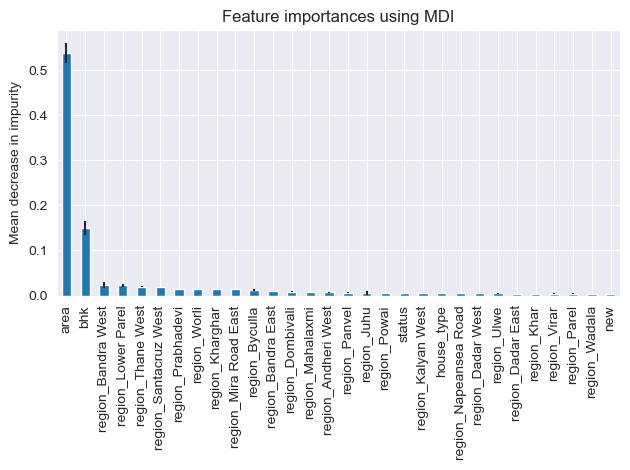 Feature importances using MDI
Mean decrease in impurity
0.5
0.4
0.3
0.2
0.1
0.0
area
bhk
region_Bandra West
region_Lower Parel
region_Thane West
region_Santacruz West
region_Prabhadevi
region_Worli
region_Kharghar
region_Mira Road East
region_Byculla
region_Bandra East
region_Dombivali
region_Mahalaxmi
region_Andheri West
region_Panvel
region_Juhu
region_Powai
status
region_Kalyan West
house_type
region_Napeansea Road
region_Dadar West
region_Ulwe
region_Dadar East
region_Khar
region_Virar
region_Parel
region_Wadala
new